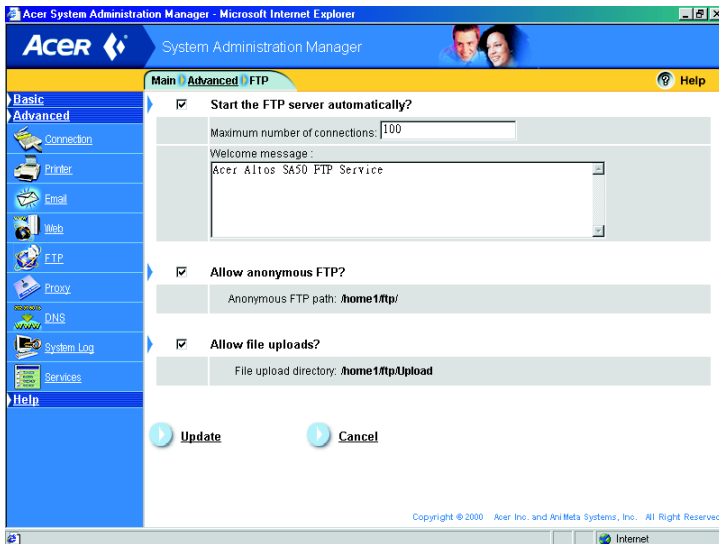 Acer System Administration Manager - Microsoft Internet Explorer
Acer
System Administration Manager
Main Advanced FTP
Help
Basic
Advanced
Connection
Printer
Email
Web
FTP
Proxy
DNS
System Log
Services
Help
Start the FTP server automatically?
Maximum number of connections: 100
Welcome message :
Acer Altos SA50 FTP Service
Allow anonymous FTP?
Anonymous FTP path: /home1/ftp/
Allow file uploads?
File upload directory: /home1/ftp/Upload
Update
Cancel
Copyright © 2000 Acer Inc. and AniMeta Systems, Inc. All Right Reserved
Internet